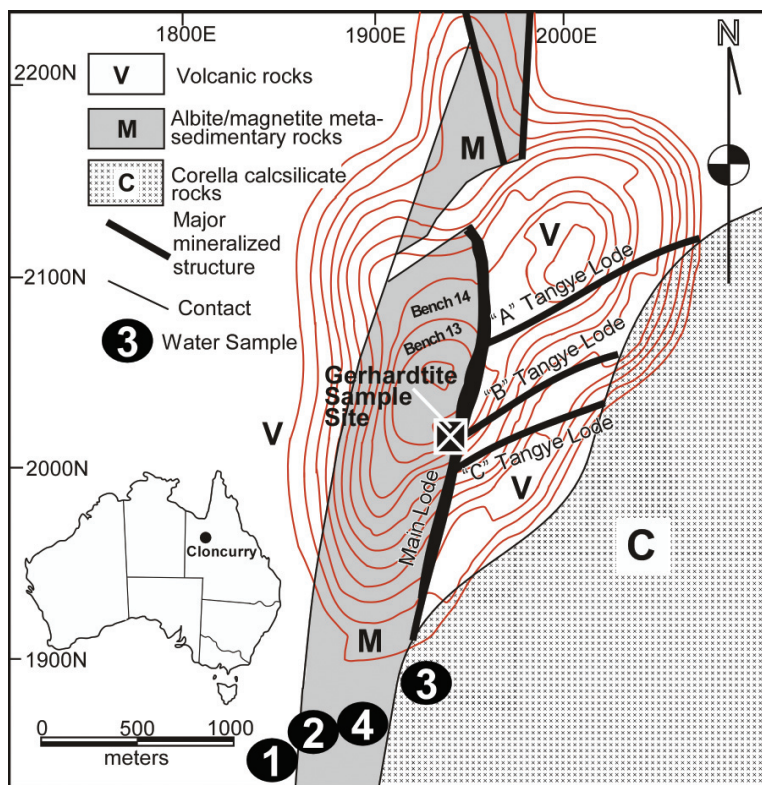 1800E
1900E
2000E
N
2200N
2100N
2000N
1900N
V
Volcanic rocks
M
Albite/magnetite meta-
sedimentary rocks
C
Corella calcsilicate
rocks
Major
mineralized
structure
Contact
3
Water Sample
M
V
Bench 14
Bench 13
"A" Tangye Lode
"B" Tangye Lode
"C" Tangye Lode
Gerhardtite
Sample
Site
V
V
Main Lode
C
Cloncurry
M
3
4
2
1
0
500
1000
meters